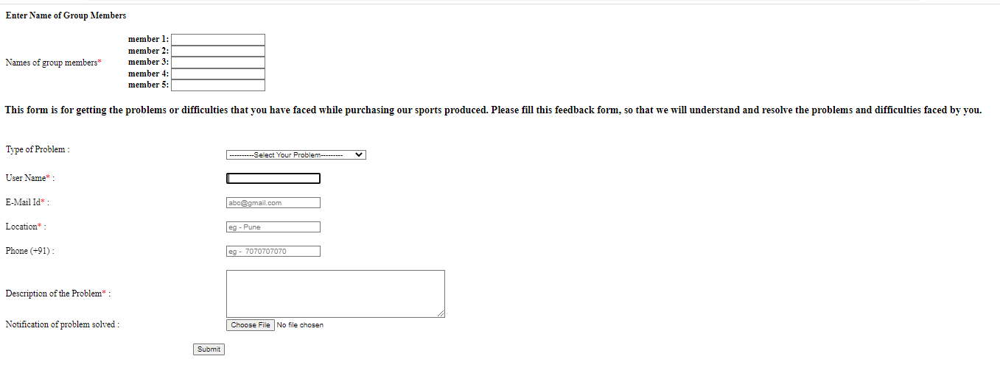 Enter Name of Group Members
member 1:
member 2:
Names of group members* member 3:
member 4:
member 5:
This form is for getting the problems or difficulties that you have faced while purchasing our sports produced. Please fill this feedback form, so that we will understand and resolve the problems and difficulties faced by you.
Type of Problem : ----------Select Your Problem---------
User Name* :
E-Mail Id* : abc@gmail.com
Location* : eg - Pune
Phone (+91) : eg - 7070707070
Description of the Problem* :
Notification of problem solved : Choose File No file chosen
Submit